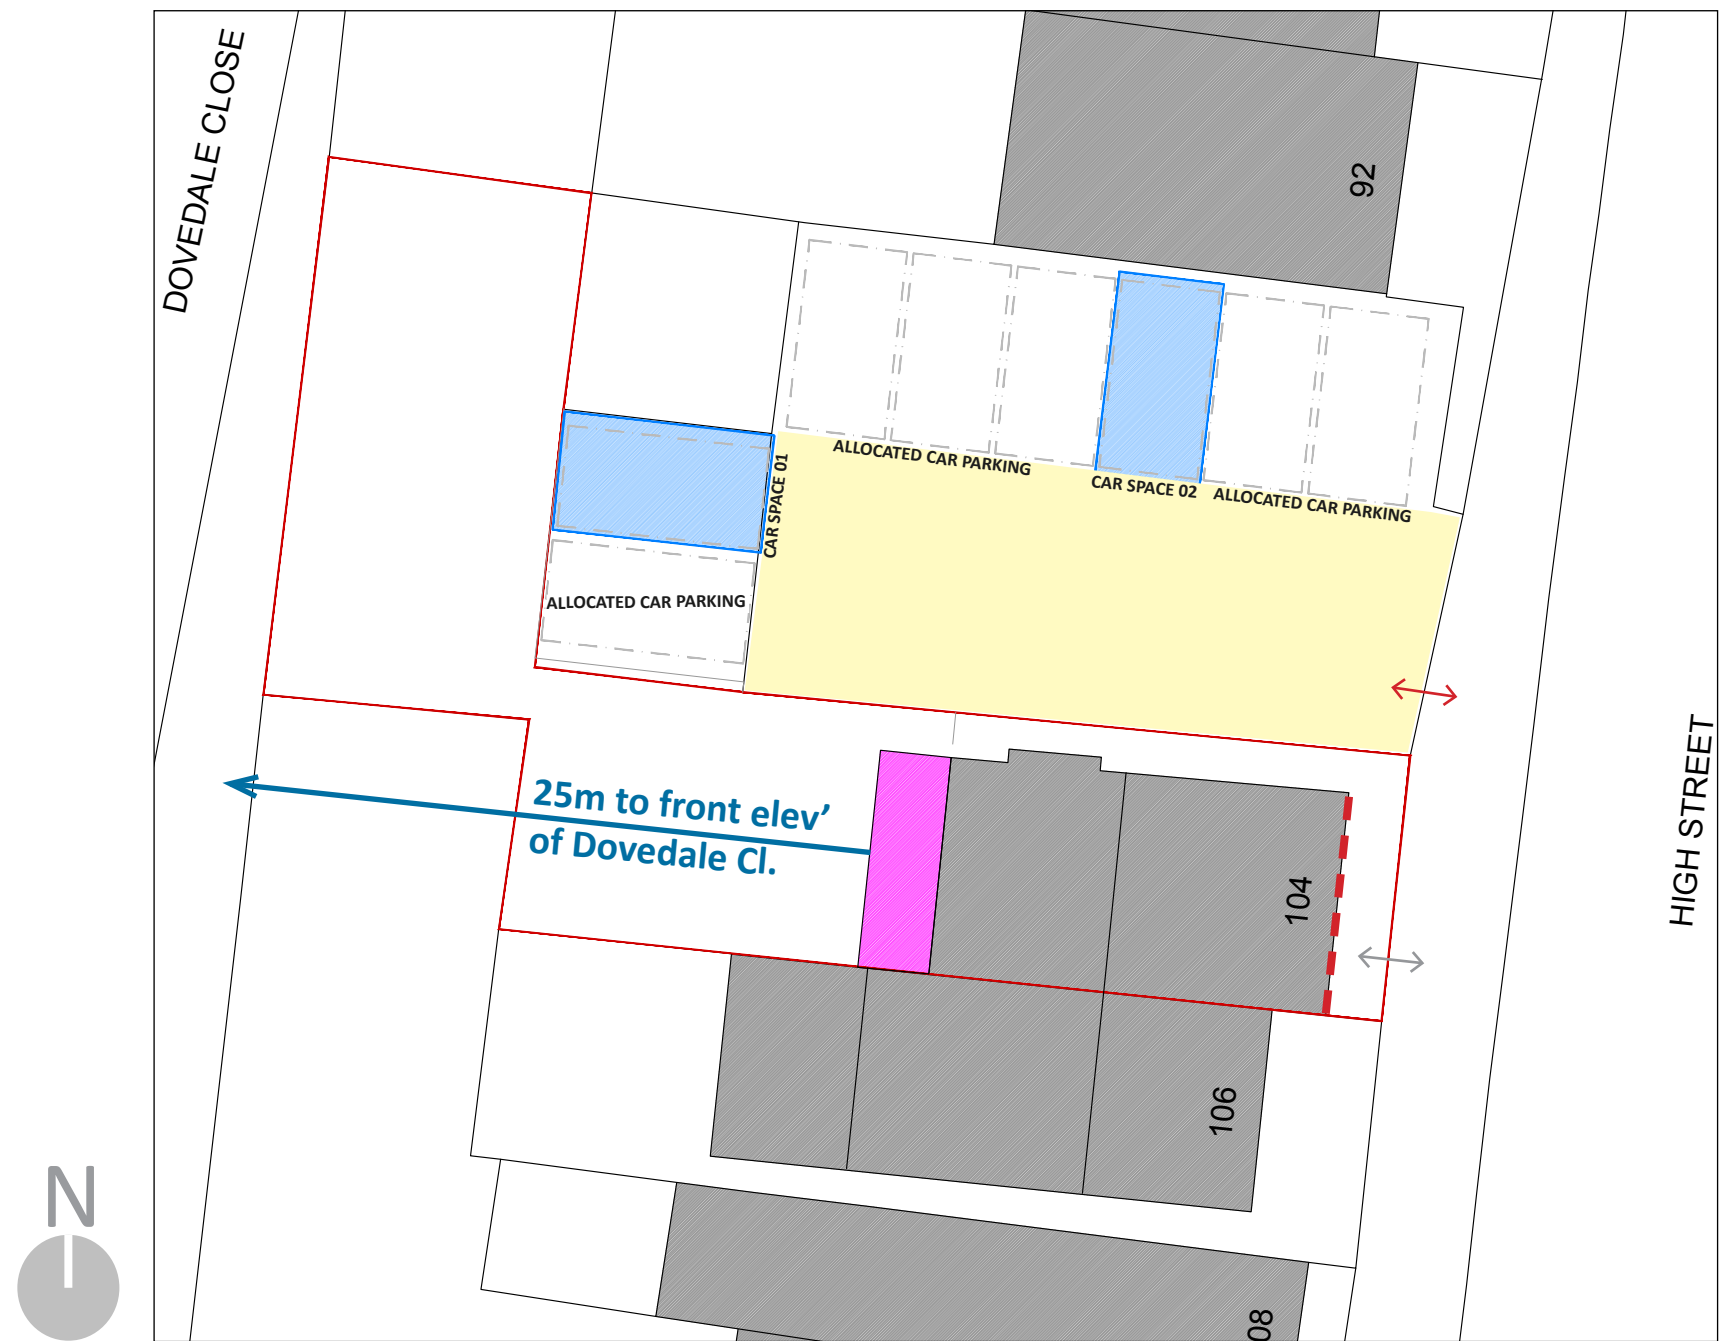 DOVEDALE CLOSE
92
ALLOCATED CAR PARKING
CAR SPACE 02
ALLOCATED CAR PARKING
CAR SPACE 01
ALLOCATED CAR PARKING
HIGH STREET
25m to front elev’
of Dovedale Cl.
104
106
N
08